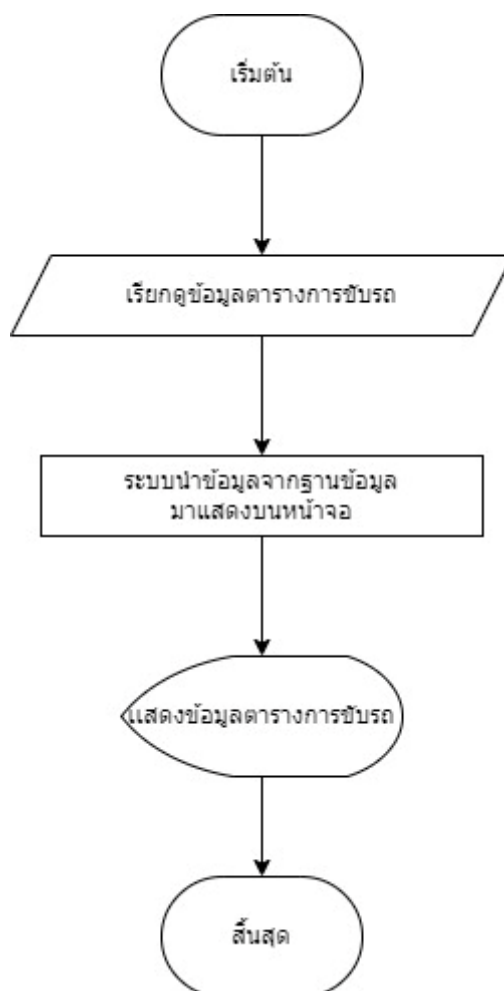 เริ่มต้น
เรียกดูข้อมูลตารางการขับรถ
ระบบนำข้อมูลจากฐานข้อมูล
มาแสดงบนหน้าจอ
แสดงข้อมูลตารางการขับรถ
สิ้นสุด